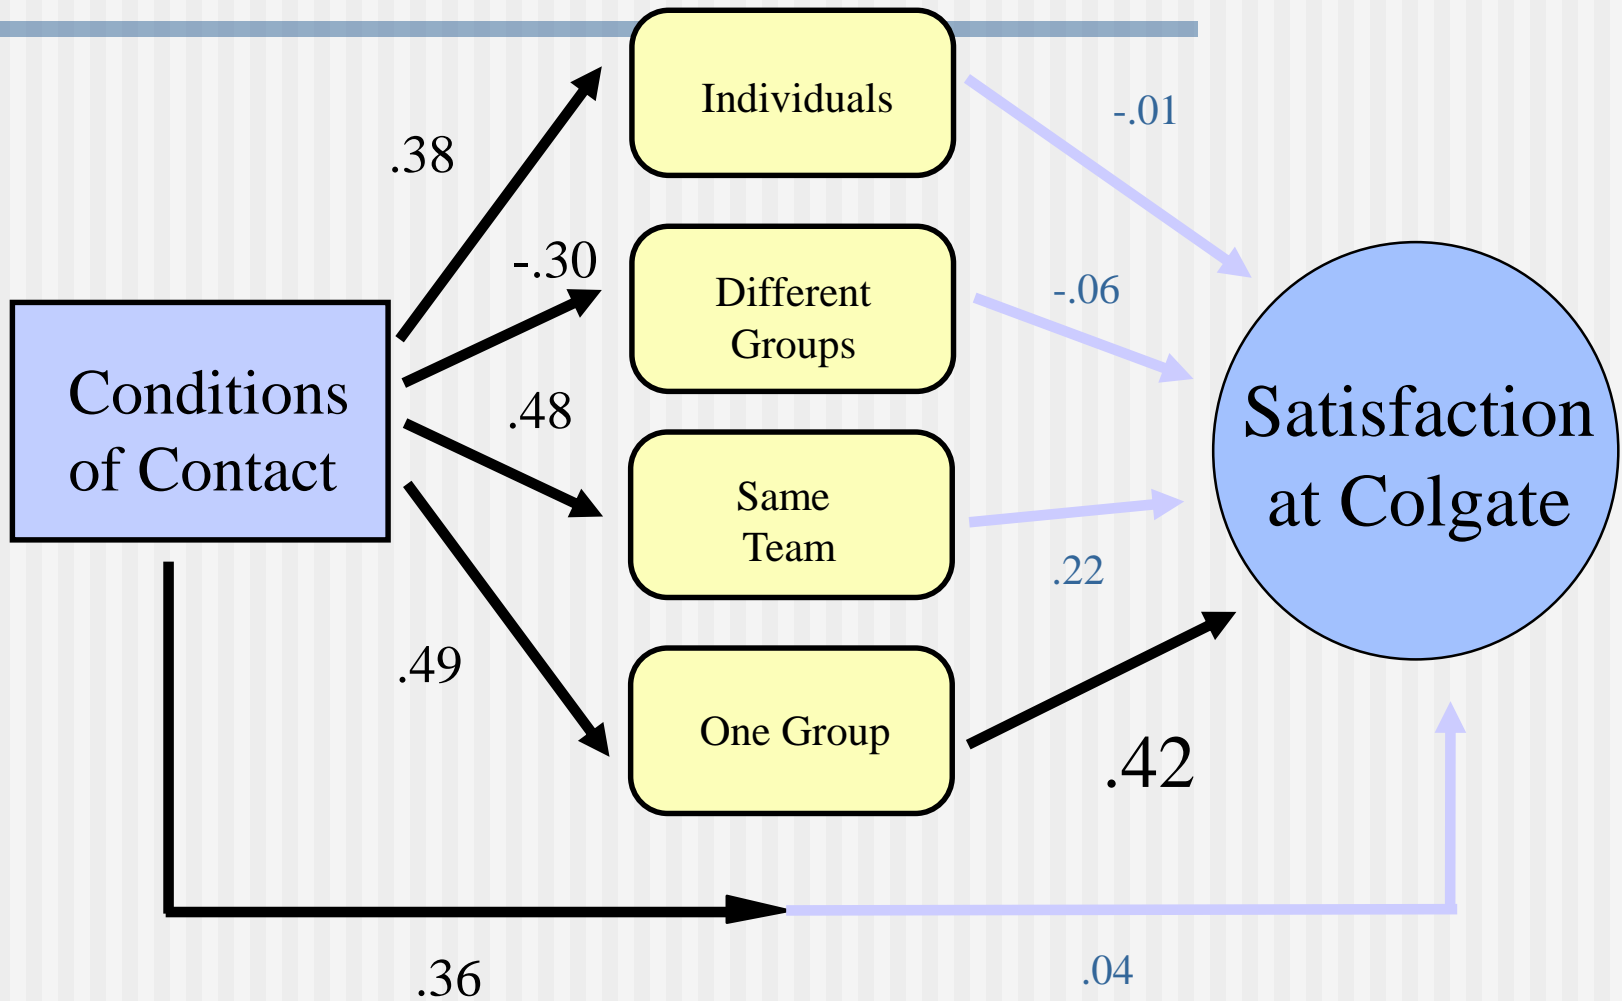 Individuals
-.01
.38
-.30
Different
Groups
-.06
Conditions
of Contact
.48
Satisfaction
at Colgate
Same
Team
.22
.49
One Group
.42
.36
.04